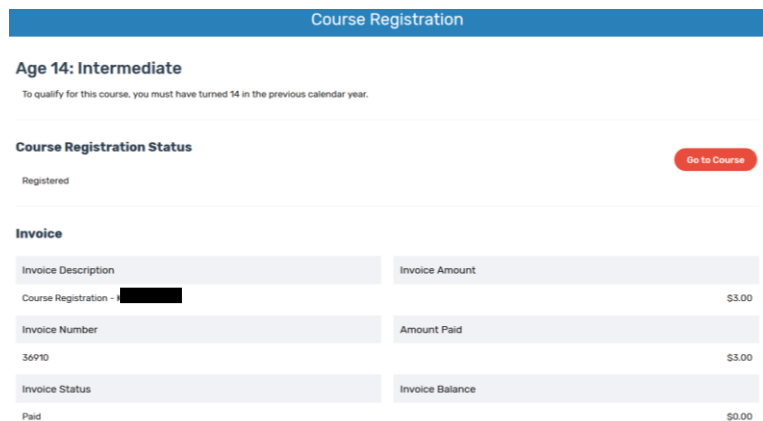 Course Registration
Age 14: Intermediate
To qualify for this course, you must have turned 14 in the previous calendar year.
Course Registration Status
Go to Course
Registered
Invoice
Invoice Description
Invoice Amount
Course Registration -
$3.00
Invoice Number
Amount Paid
36910
$3.00
Invoice Status
Invoice Balance
Paid
$0.00